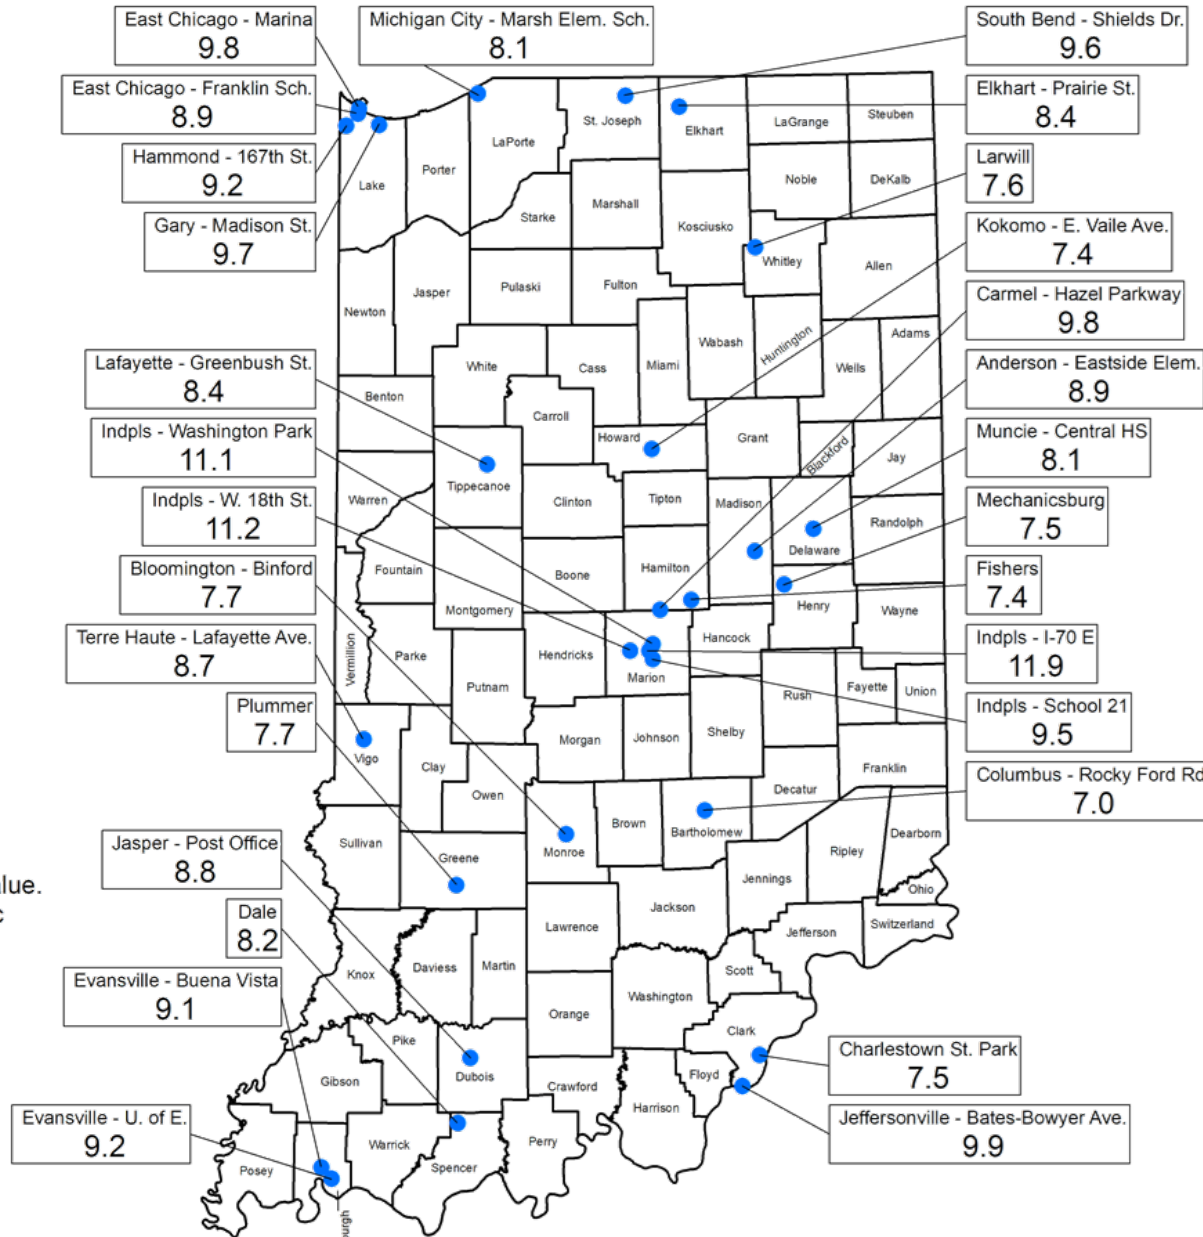 East Chicago - Marina
9.8
Michigan City - Marsh Elem. Sch.
8.1
South Bend - Shields Dr.
9.6
East Chicago - Franklin Sch.
8.9
Elkhart - Prairie St.
8.4
Hammond - 167th St.
9.2
Larwill
7.6
Gary - Madison St.
9.7
Kokomo - E. Vaile Ave.
7.4
Carmel - Hazel Parkway
9.8
Lafayette - Greenbush St.
8.4
Anderson - Eastside Elem.
8.9
Indpls - Washington Park
11.1
Muncie - Central HS
8.1
Indpls - W. 18th St.
11.2
Mechanicsburg
7.5
Bloomington - Binford
7.7
Fishers
7.4
Terre Haute - Lafayette Ave.
8.7
Indpls - I-70 E
11.9
Plummer
7.7
Indpls - School 21
9.5
Columbus - Rocky Ford Rd
7.0
Jasper - Post Office
8.8
Dale
8.2
Evansville - Buena Vista
9.1
Charlestown St. Park
7.5
Evansville - U. of E.
9.2
Jeffersonville - Bates-Bowyer Ave.
9.9
LaPorte
St. Joseph
Elkhart
LaGrange
Steuben
Lake
Porter
Starke
Marshall
Kosciusko
Noble
DeKalb
Whitley
Allen
Newton
Jasper
Pulaski
Fulton
Wabash
Huntington
Wells
Adams
White
Cass
Miami
Benton
Carroll
Howard
Grant
Blackford
Jay
Warren
Tippecanoe
Clinton
Tipton
Madison
Delaware
Randolph
Fountain
Boone
Hamilton
Montgomery
Henry
Wayne
Vermillion
Parke
Putnam
Hendricks
Marion
Hancock
Rush
Fayette
Union
Vigo
Clay
Owen
Morgan
Johnson
Shelby
Franklin
Decatur
Sullivan
Greene
Monroe
Brown
Bartholomew
Dearborn
Ripley
Jennings
Ohio
Jackson
Lawrence
Jefferson
Switzerland
Knox
Daviess
Martin
Scott
Washington
Orange
Clark
Pike
Dubois
Gibson
Floyd
Crawford
Harrison
Posey
Warrick
Spencer
Perry
urgh
alue.
c